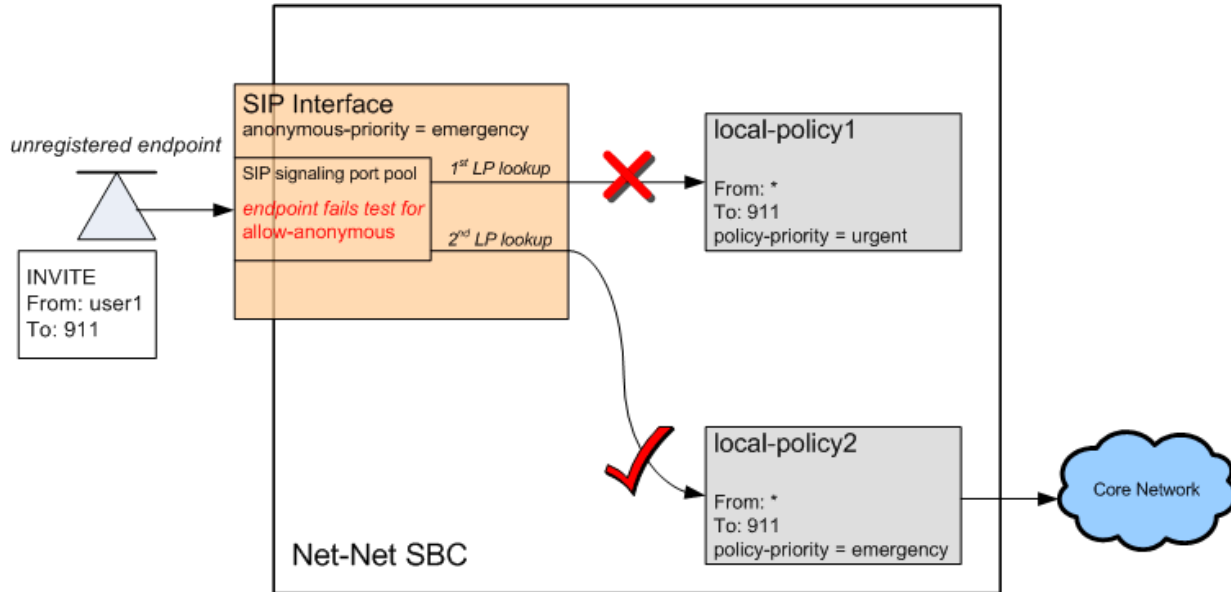 unregistered endpoint
INVITE
From: user1
To: 911
SIP Interface
anonymous-priority = emergency
SIP signaling port pool
endpoint fails test for
allow-anonymous
1st LP lookup
2nd LP lookup
local-policy1
From: *
To: 911
policy-priority = urgent
local-policy2
From: *
To: 911
policy-priority = emergency
Core Network
Net-Net SBC